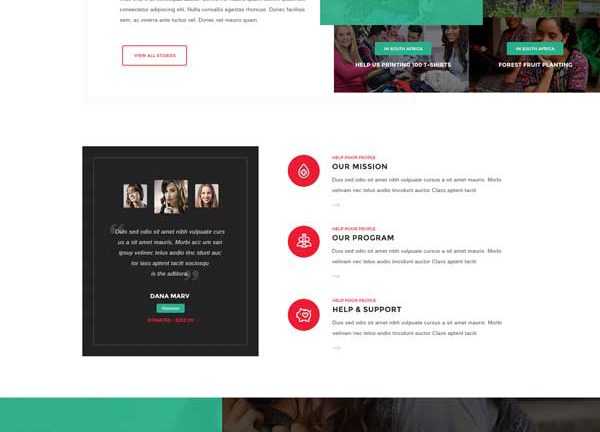 consectetur adipiscing elit. Nulla convallis egestas rhoncus. Donec facilisis
sem, ac viverra ante luctus vel. Donec vel mauris quam.
VIEW ALL STORIES
IN SOUTH AFRICA
HELP US PRINTING 100 T-SHIRTS
IN SOUTH AFRICA
FOREST FRUIT PLANTING
Duis sed odio sit amet nibh vulputate curs
us a sit amet mauris. Morbi acc um san
ipsuy velinec tellus odio tinc idunt auc
tor lass aptent taciti sociosqu
is the aditora.
DANA MARV
HELP POOR PEOPLE
OUR MISSION
Duis sed odio sit amet nibh vulputate cursus a sit amet mauris. Morbi
velinam nec telus audio tincidunt auctor Class aptent taciti
HELP POOR PEOPLE
OUR PROGRAM
Duis sed odio sit amet nibh vulputate cursus a sit amet mauris. Morbi
velinam nec telus audio tincidunt auctor Class aptent taciti
HELP POOR PEOPLE
HELP & SUPPORT
Duis sed odio sit amet nibh vulputate cursus a sit amet mauris. Morbi
velinam nec telus audio tincidunt auctor Class aptent taciti